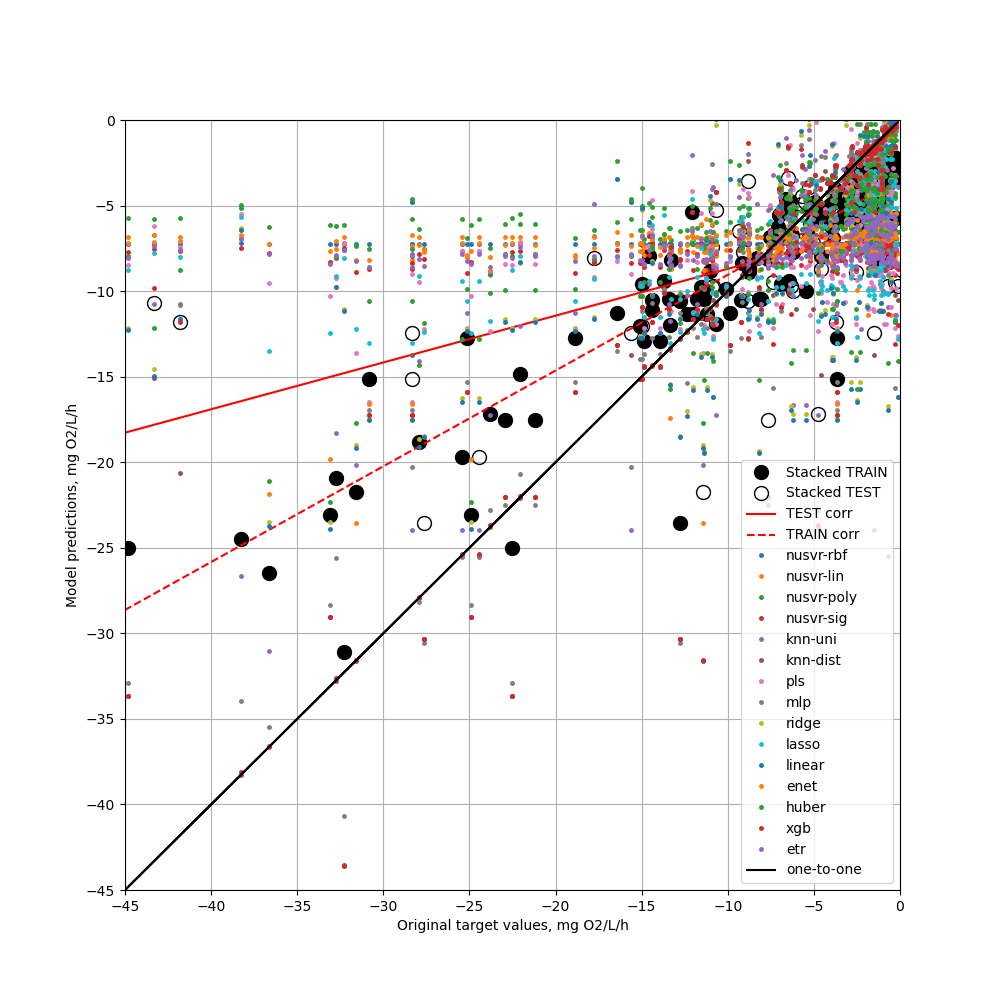 0
−5
−10
−15
−20
−25
−30
−35
−40
−45
Model predictions, mg O2/L/h
Stacked TRAIN
Stacked TEST
TEST corr
TRAIN corr
nusvr-rbf
nusvr-lin
nusvr-poly
nusvr-sig
knn-uni
knn-dist
pls
mlp
ridge
lasso
linear
enet
huber
xgb
etr
one-to-one
−45 −40 −35 −30 −25 −20 −15 −10 −5 0
Original target values, mg O2/L/h